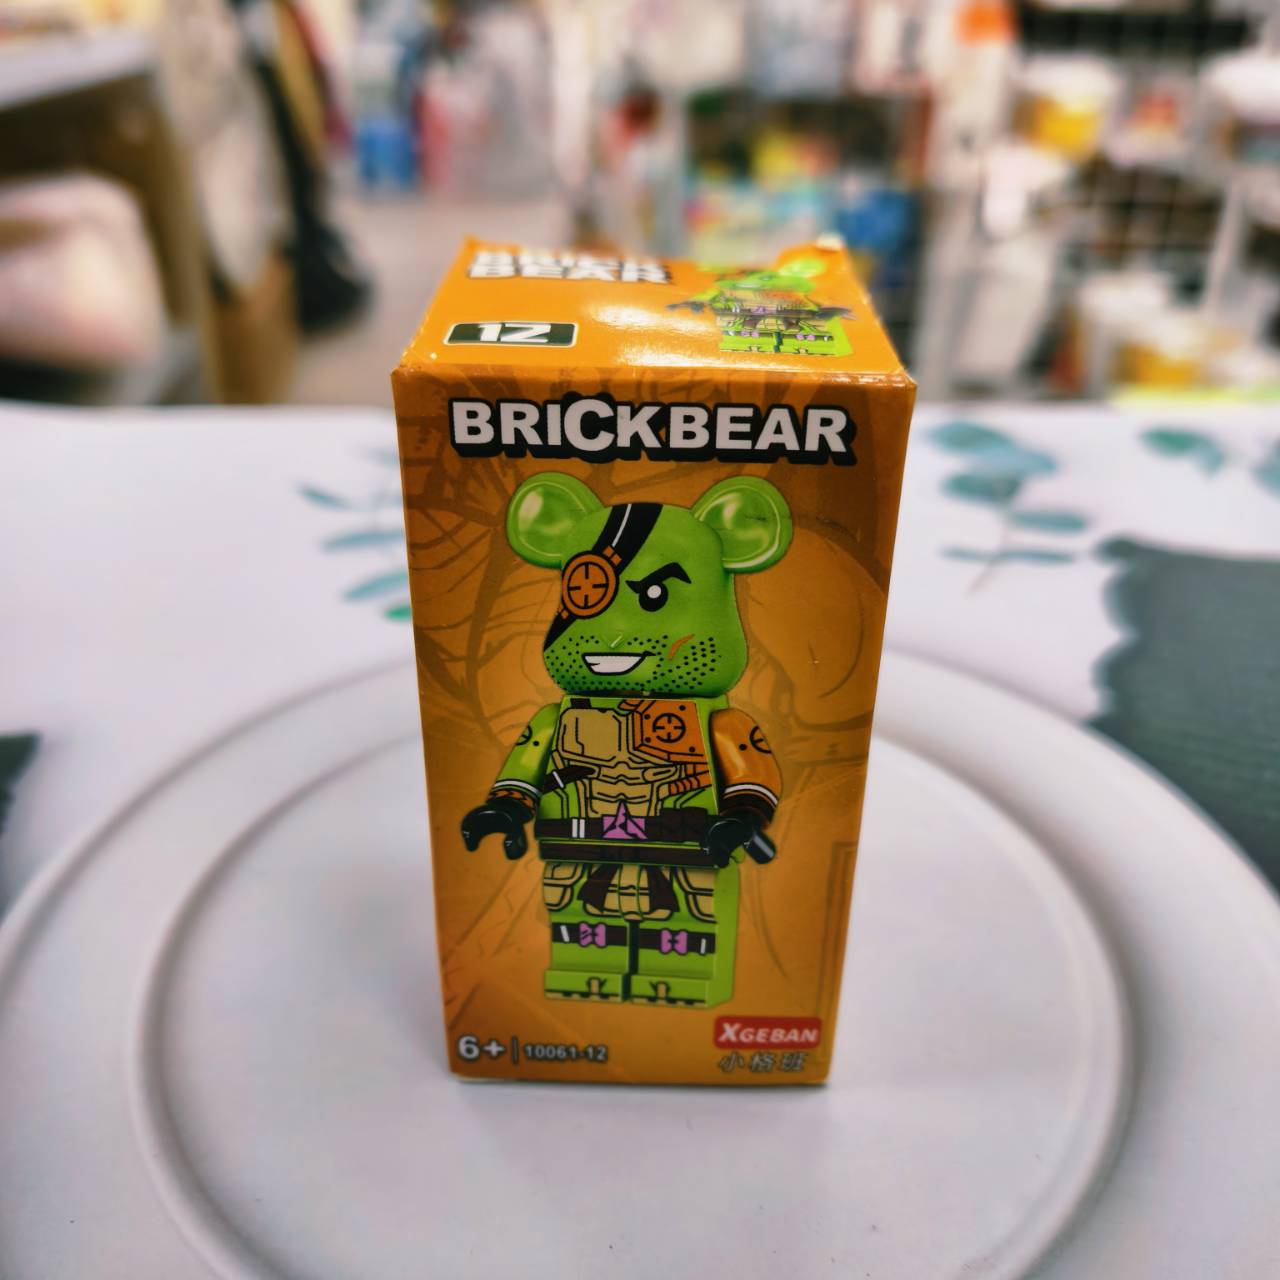 BRICK
BEAR
12
BRICKBEAR
6+ 10061-12
XGEBAN
小格班